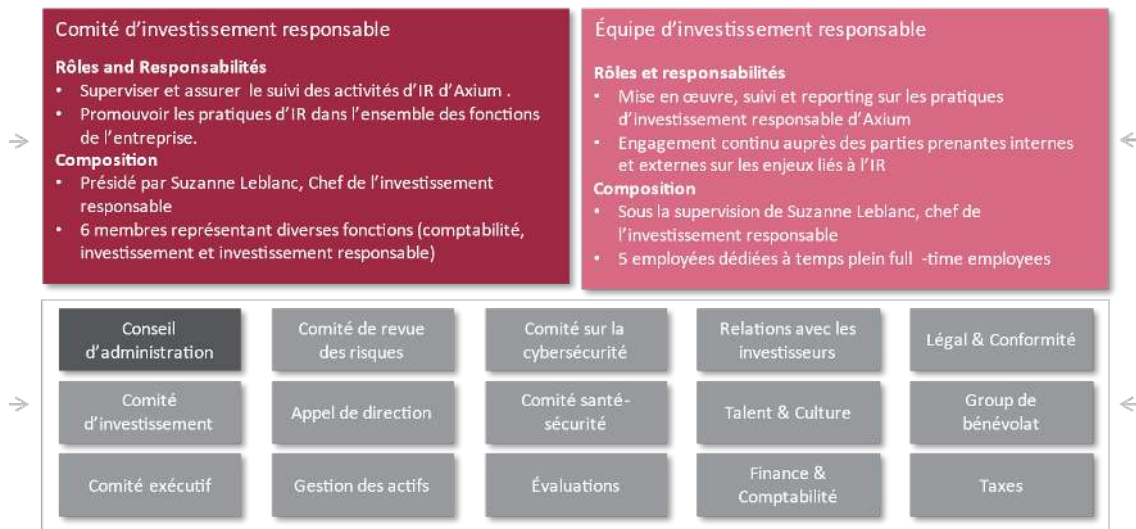 Comité d’investissement responsable
Rôles and Responsabilités
• Superviser et assurer le suivi des activités d’IR d’Axium .
• Promouvoir les pratiques d’IR dans l’ensemble des fonctions
de l’entreprise.
Composition
• Présidé par Suzanne Leblanc, Chef de l’investissement
responsable
• 6 membres représentant diverses fonctions (comptabilité,
investissement et investissement responsable)
Équipe d’investissement responsable
Rôles et responsabilités
• Mise en œuvre, suivi et reporting sur les pratiques
d’investissement responsable d’Axium
• Engagement continu auprès des parties prenantes internes
et externes sur les enjeux liés à l’IR
Composition
• Sous la supervision de Suzanne Leblanc, chef de
l’investissement responsable
• 5 employées dédiées à temps plein full -time employees
Conseil
d’administration
Comité de revue
des risques
Comité sur la
cybersécurité
Relations avec les
investisseurs
Légal & Conformité
Comité
d’investissement
Appel de direction
Comité santé-
sécurité
Talent & Culture
Group de
bénévolat
Comité exécutif
Gestion des actifs
Évaluations
Finance &
Comptabilité
Taxes